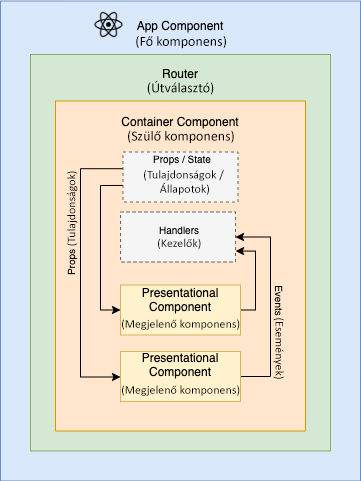 App Component
(Fő komponens)
Router
(Útválasztó)
Container Component
(Szülő komponens)
Props / State
(Tulajdonságok /
Állapotok)
Handlers
(Kezelők)
Props (Tulajdonságok)
Presentational
Component
(Megjelenő komponens)
Events (Események)
Presentational
Component
(Megjelenő komponens)